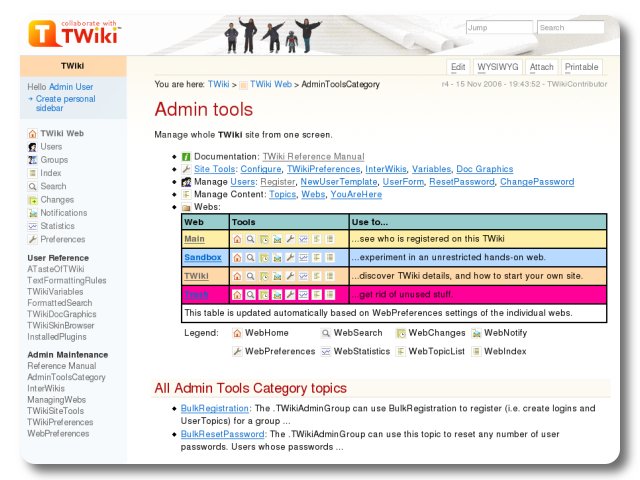 collaborate with
TWiki
Jump
Search
TWiki
Edit WYSIWYG Attach Printable
Hello Admin User
Create personal
sidebar
You are here: TWiki > TWiki Web > AdminToolsCategory
r4 - 15 Nov 2006 - 19:43:52 - TWikiContributor
Admin tools
Manage whole TWiki site from one screen.
TWiki Web
Users
Groups
Index
Search
Changes
Notifications
Statistics
Preferences
User Reference
ATasteOfTWiki
TextFormattingRules
TWikiVariables
FormattedSearch
TWikiDocGraphics
TWikiSkinBrowser
InstalledPlugins
Admin Maintenance
Reference Manual
AdminToolsCategory
InterWikis
ManagingWebs
TWikiSiteTools
TWikiPreferences
WebPreferences
Documentation: TWiki Reference Manual
Site Tools: Configure, TWikiPreferences, InterWikis, Variables, Doc Graphics
Manage Users: Register, NewUserTemplate, UserForm, ResetPassword, ChangePassword
Manage Content: Topics, Webs, YouAreHere
Webs:
Web Tools Use to...
Main ...see who is registered on this TWiki
Sandbox ...experiment in an unrestricted hands-on web.
TWiki ...discover TWiki details, and how to start your own site.
Trash ...get rid of unused stuff.
This table is updated automatically based on WebPreferences settings of the individual webs.
Legend: WebHome WebSearch WebChanges WebNotify
WebPreferences WebStatistics WebTopicList WebIndex
All Admin Tools Category topics
BulkRegistration: The .TWikiAdminGroup can use BulkRegistration to register (i.e. create logins and
UserTopics) for a group ...
BulkResetPassword: The .TWikiAdminGroup can use this topic to reset any number of user
passwords. Users whose passwords ...